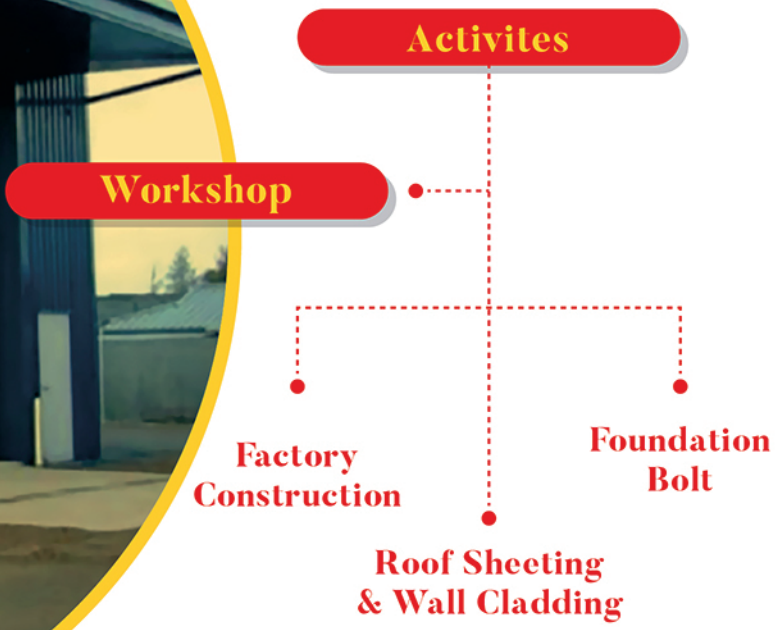 Activites
Workshop
Factory
Construction
Foundation
Bolt
Roof Sheeting
& Wall Cladding